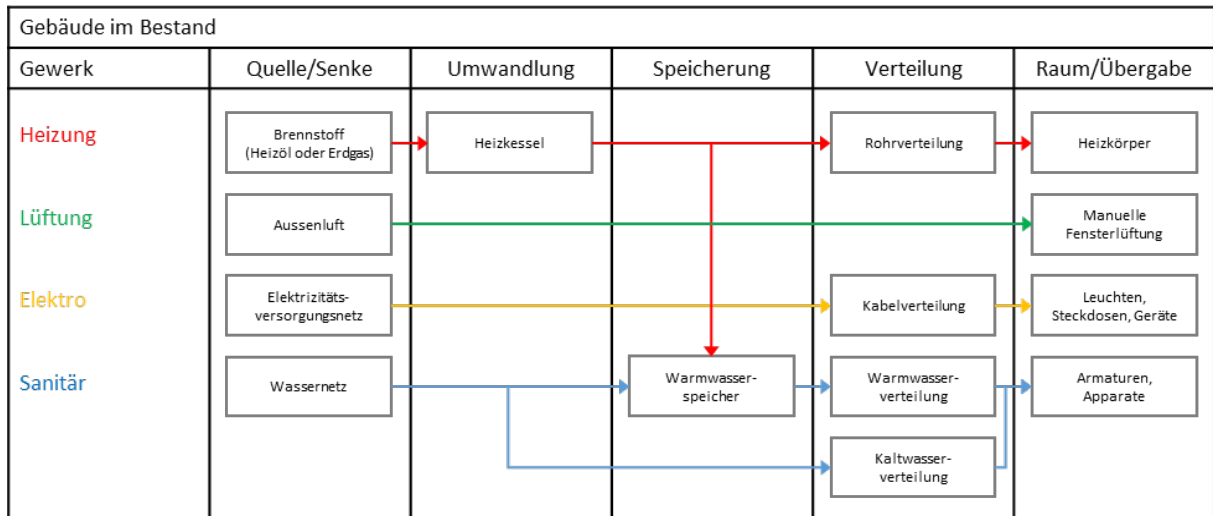 Gebäude im Bestand
Gewerk
Quelle/Senke
Umwandlung
Speicherung
Verteilung
Raum/Übergabe
Heizung
Brennstoff
(Heizöl oder Erdgas)
Heizkessel
Rohrverteilung
Heizkörper
Lüftung
Aussenluft
Manuelle
Fensterlüftung
Elektro
Elektrizitäts-
versorgungsnetz
Kabelverteilung
Leuchten,
Steckdosen, Geräte
Sanitär
Wassernetz
Warmwasser-
speicher
Warmwasser-
verteilung
Armaturen,
Apparate
Kaltwasser-
verteilung